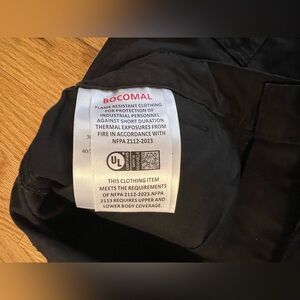 BOCOMAL
FLAME RESISTANT CLOTHING
FOR PROTECTION OF
INDUSTRIAL PERSONNEL
AGAINST SHORT DURATION
THERMAL EXPOSURES FROM
FIRE IN ACCORDANCE WITH
NFPA 2112-2023
UL
THIS CLOTHING ITEM
MEETS THE REQUIREMENTS
OF NFPA 2112-2023.NFPA
2113 REQUIRES UPPER AND
LOWER BODY COVERAGE.